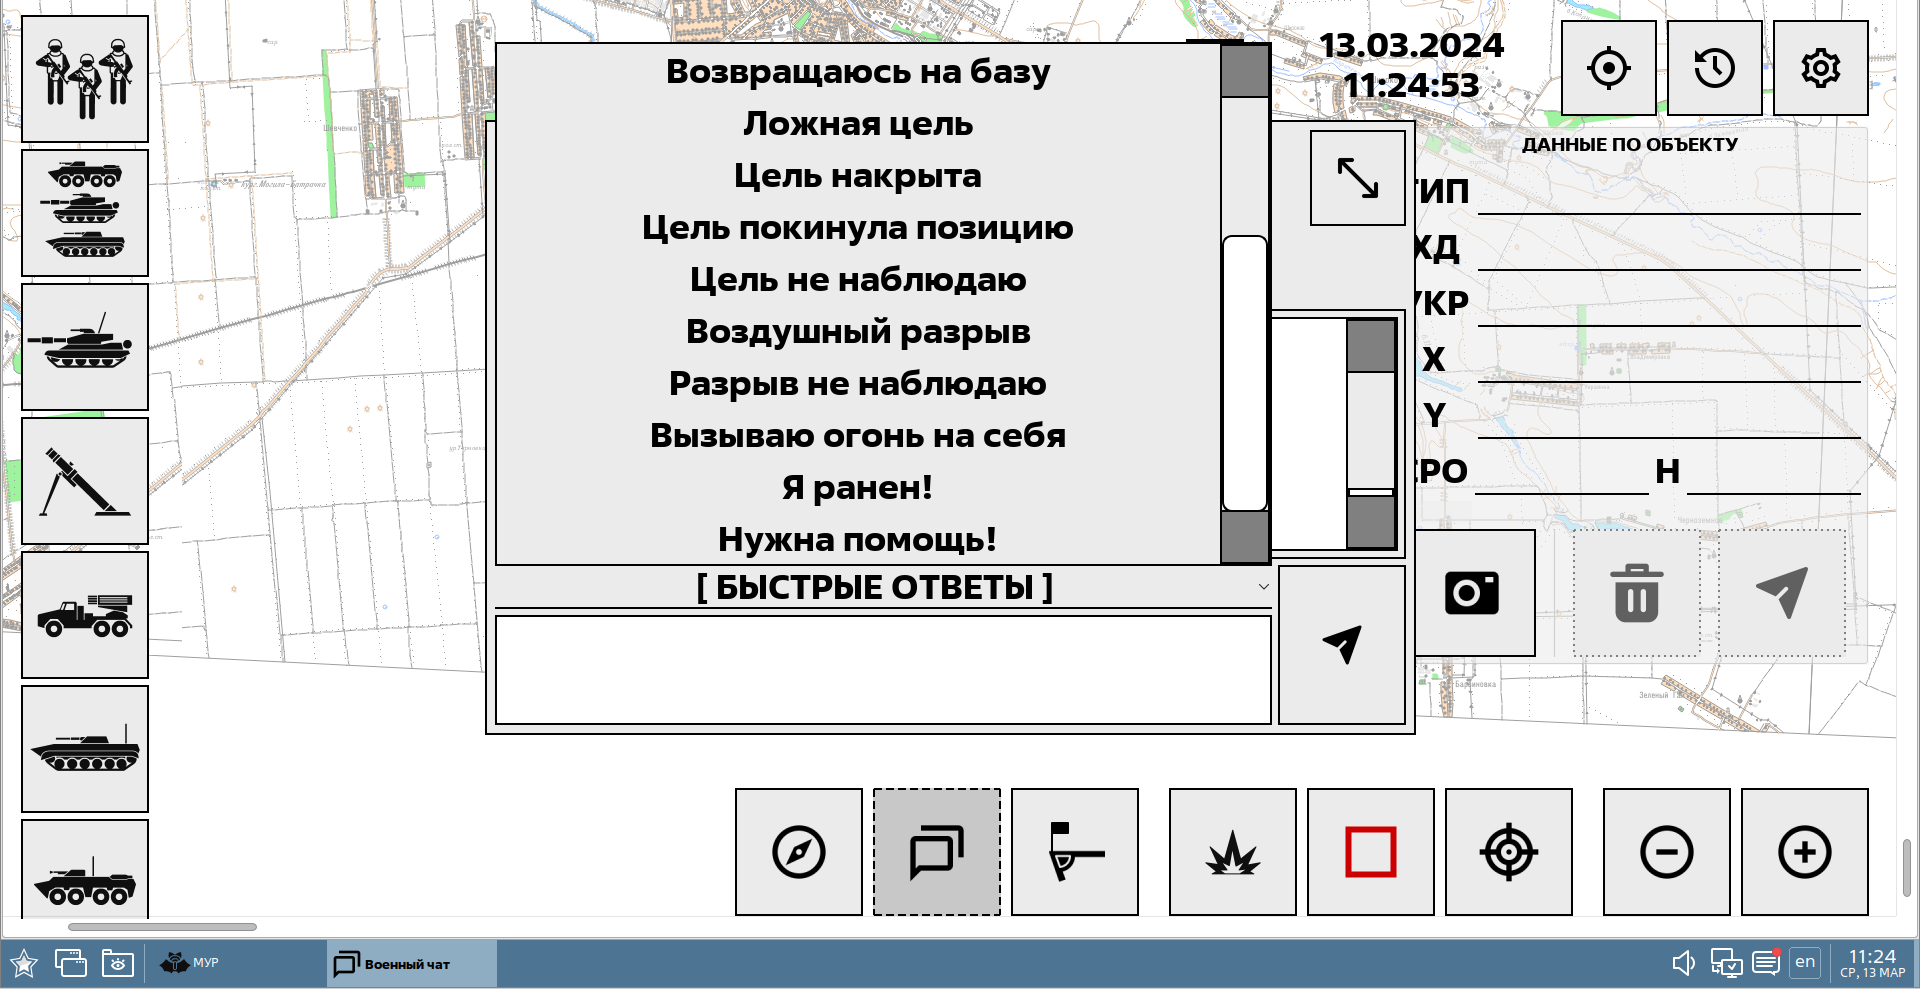 13.03.2024
11:24:53
Возвращаюсь на базу
Ложная цель
Цель накрыта
Цель покинула позицию
Цель не наблюдаю
Воздушный разрыв
Разрыв не наблюдаю
Вызываю огонь на себя
Я ранен!
Нужна помощь!
[ БЫСТРЫЕ ОТВЕТЫ ]
ДАННЫЕ ПО ОБЪЕКТУ
ТИП
ХД
УКР
X
Y
Н
Шевченко
МУР
Военный чат
en
11:24
СР, 13 МАР